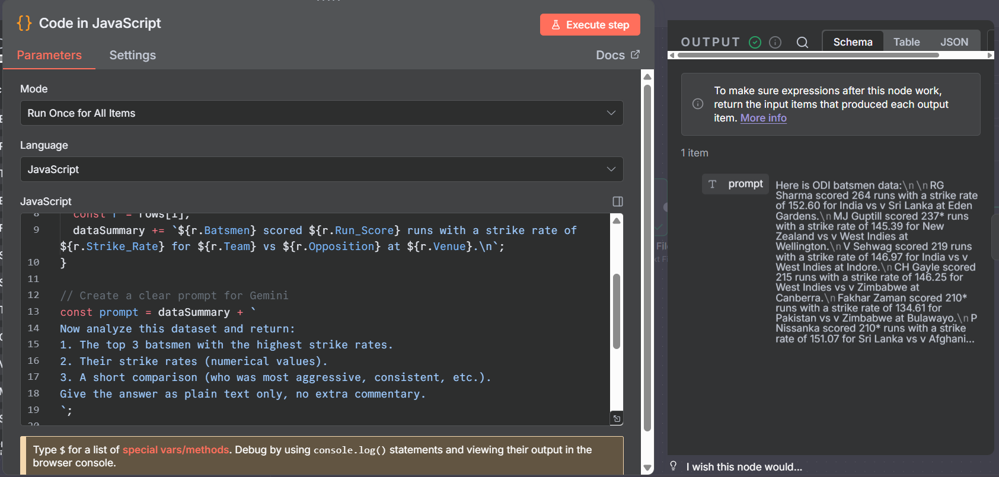 Code in JavaScript
Execute step
Parameters
Settings
Docs
Mode
Run Once for All Items
Language
JavaScript
JavaScript
8 const r = rows[i];
9 dataSummary += `${r.Batsmen} scored ${r.Run_Score} runs with a strike rate of
${r.Strike_Rate} for ${r.Team} vs ${r.Opposition} at ${r.Venue}.\n`;
10 }
11
12 // Create a clear prompt for Gemini
13 const prompt = dataSummary + `
14 Now analyze this dataset and return:
15 1. The top 3 batsmen with the highest strike rates.
16 2. Their strike rates (numerical values).
17 3. A short comparison (who was most aggressive, consistent, etc.).
18 Give the answer as plain text only, no extra commentary.
19 `;
20
Type $ for a list of special vars/methods. Debug by using console.log() statements and viewing their output in the
browser console.
OUTPUT
Schema
Table
JSON
To make sure expressions after this node work,
return the input items that produced each output
item. More info
1 item
T prompt
Here is ODI batsmen data:\n\nRG
Sharma scored 264 runs with a strike rate
of 152.60 for India vs v Sri Lanka at Eden
Gardens.\nMJ Guptill scored 237* runs
with a strike rate of 145.39 for New
Zealand vs v West Indies at
Wellington.\nV Sehwag scored 219 runs
with a strike rate of 146.97 for India vs v
West Indies at Indore.\nCH Gayle scored
215 runs with a strike rate of 146.25 for
West Indies vs v Zimbabwe at
Canberra.\nFakhar Zaman scored 210*
runs with a strike rate of 134.61 for
Pakistan vs v Zimbabwe at Bulawayo.\nP
Nissanka scored 210* runs with a strike
rate of 151.07 for Sri Lanka vs v Afghani...
I wish this node would...